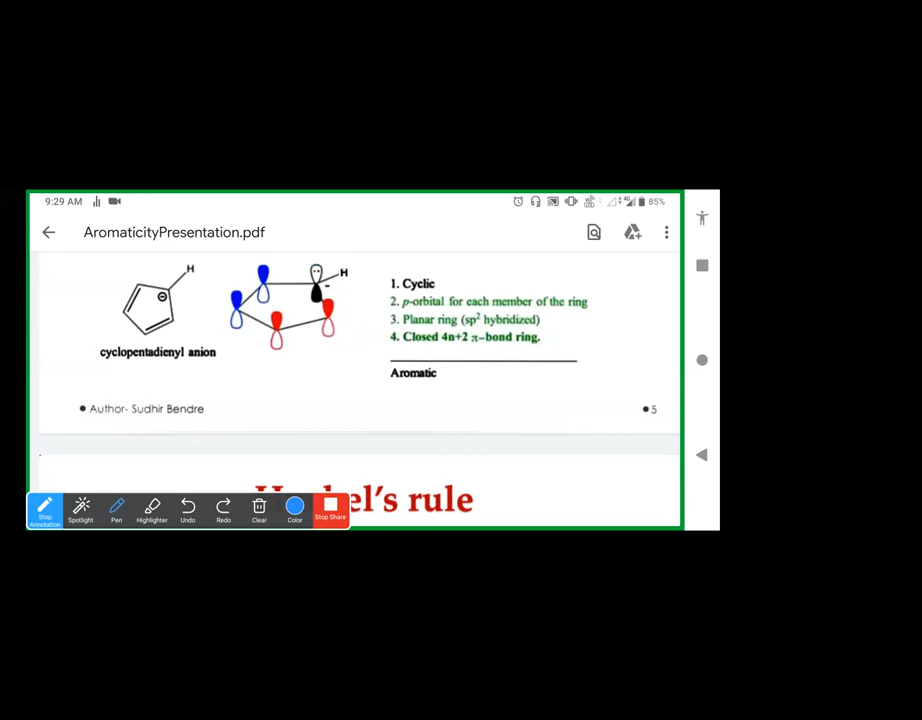 9:29 AM 85%
AromaticityPresentation.pdf
H
H
1. Cyclic
2. p-orbital for each member of the ring
3. Planar ring (sp² hybridized)
4. Closed 4n+2 π-bond ring.
cyclopentadienyl anion
Aromatic
• Author- Sudhir Bendre
• 5
el's rule
Stop Annotation
Spotlight
Pen
Highlighter
Undo
Redo
Clear
Color
Stop Share